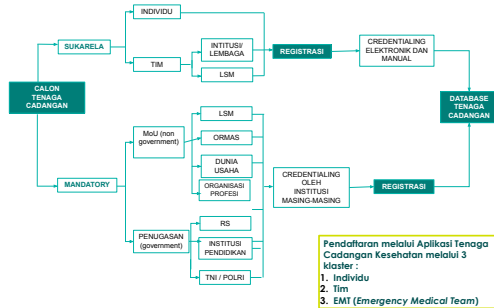 INDIVIDU
SUKARELA
TIM
INTITUSI/
LEMBAGA
LSM
REGISTRASI
CREDENTIALING
ELEKTRONIK DAN
MANUAL
CALON
TENAGA
CADANGAN
DATABASE
TENAGA
CADANGAN
MANDATORY
MoU (non
government)
LSM
ORMAS
DUNIA
USAHA
ORGANISASI
PROFESI
CREDENTIALING
OLEH
INSTITUSI
MASING-MASING
REGISTRASI
PENUGASAN
(government)
RS
INSTITUSI
PENDIDIKAN
TNI / POLRI
Pendaftaran melalui Aplikasi Tenaga
Cadangan Kesehatan melalui 3
klaster :
1. Individu
2. Tim
3. EMT (Emergency Medical Team)